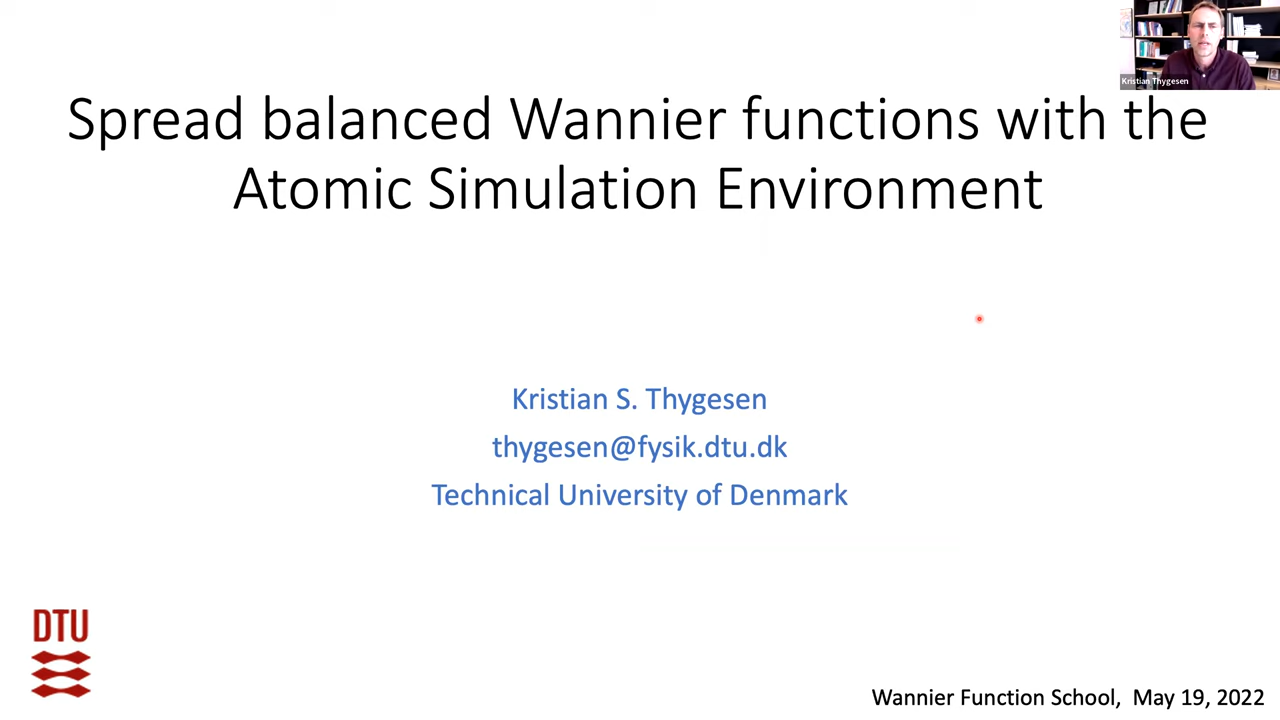 Kristian Thygesen
Spread balanced Wannier functions with the
Atomic Simulation Environment
Kristian S. Thygesen
thygesen@fysik.dtu.dk
Technical University of Denmark
DTU
Wannier Function School, May 19, 2022